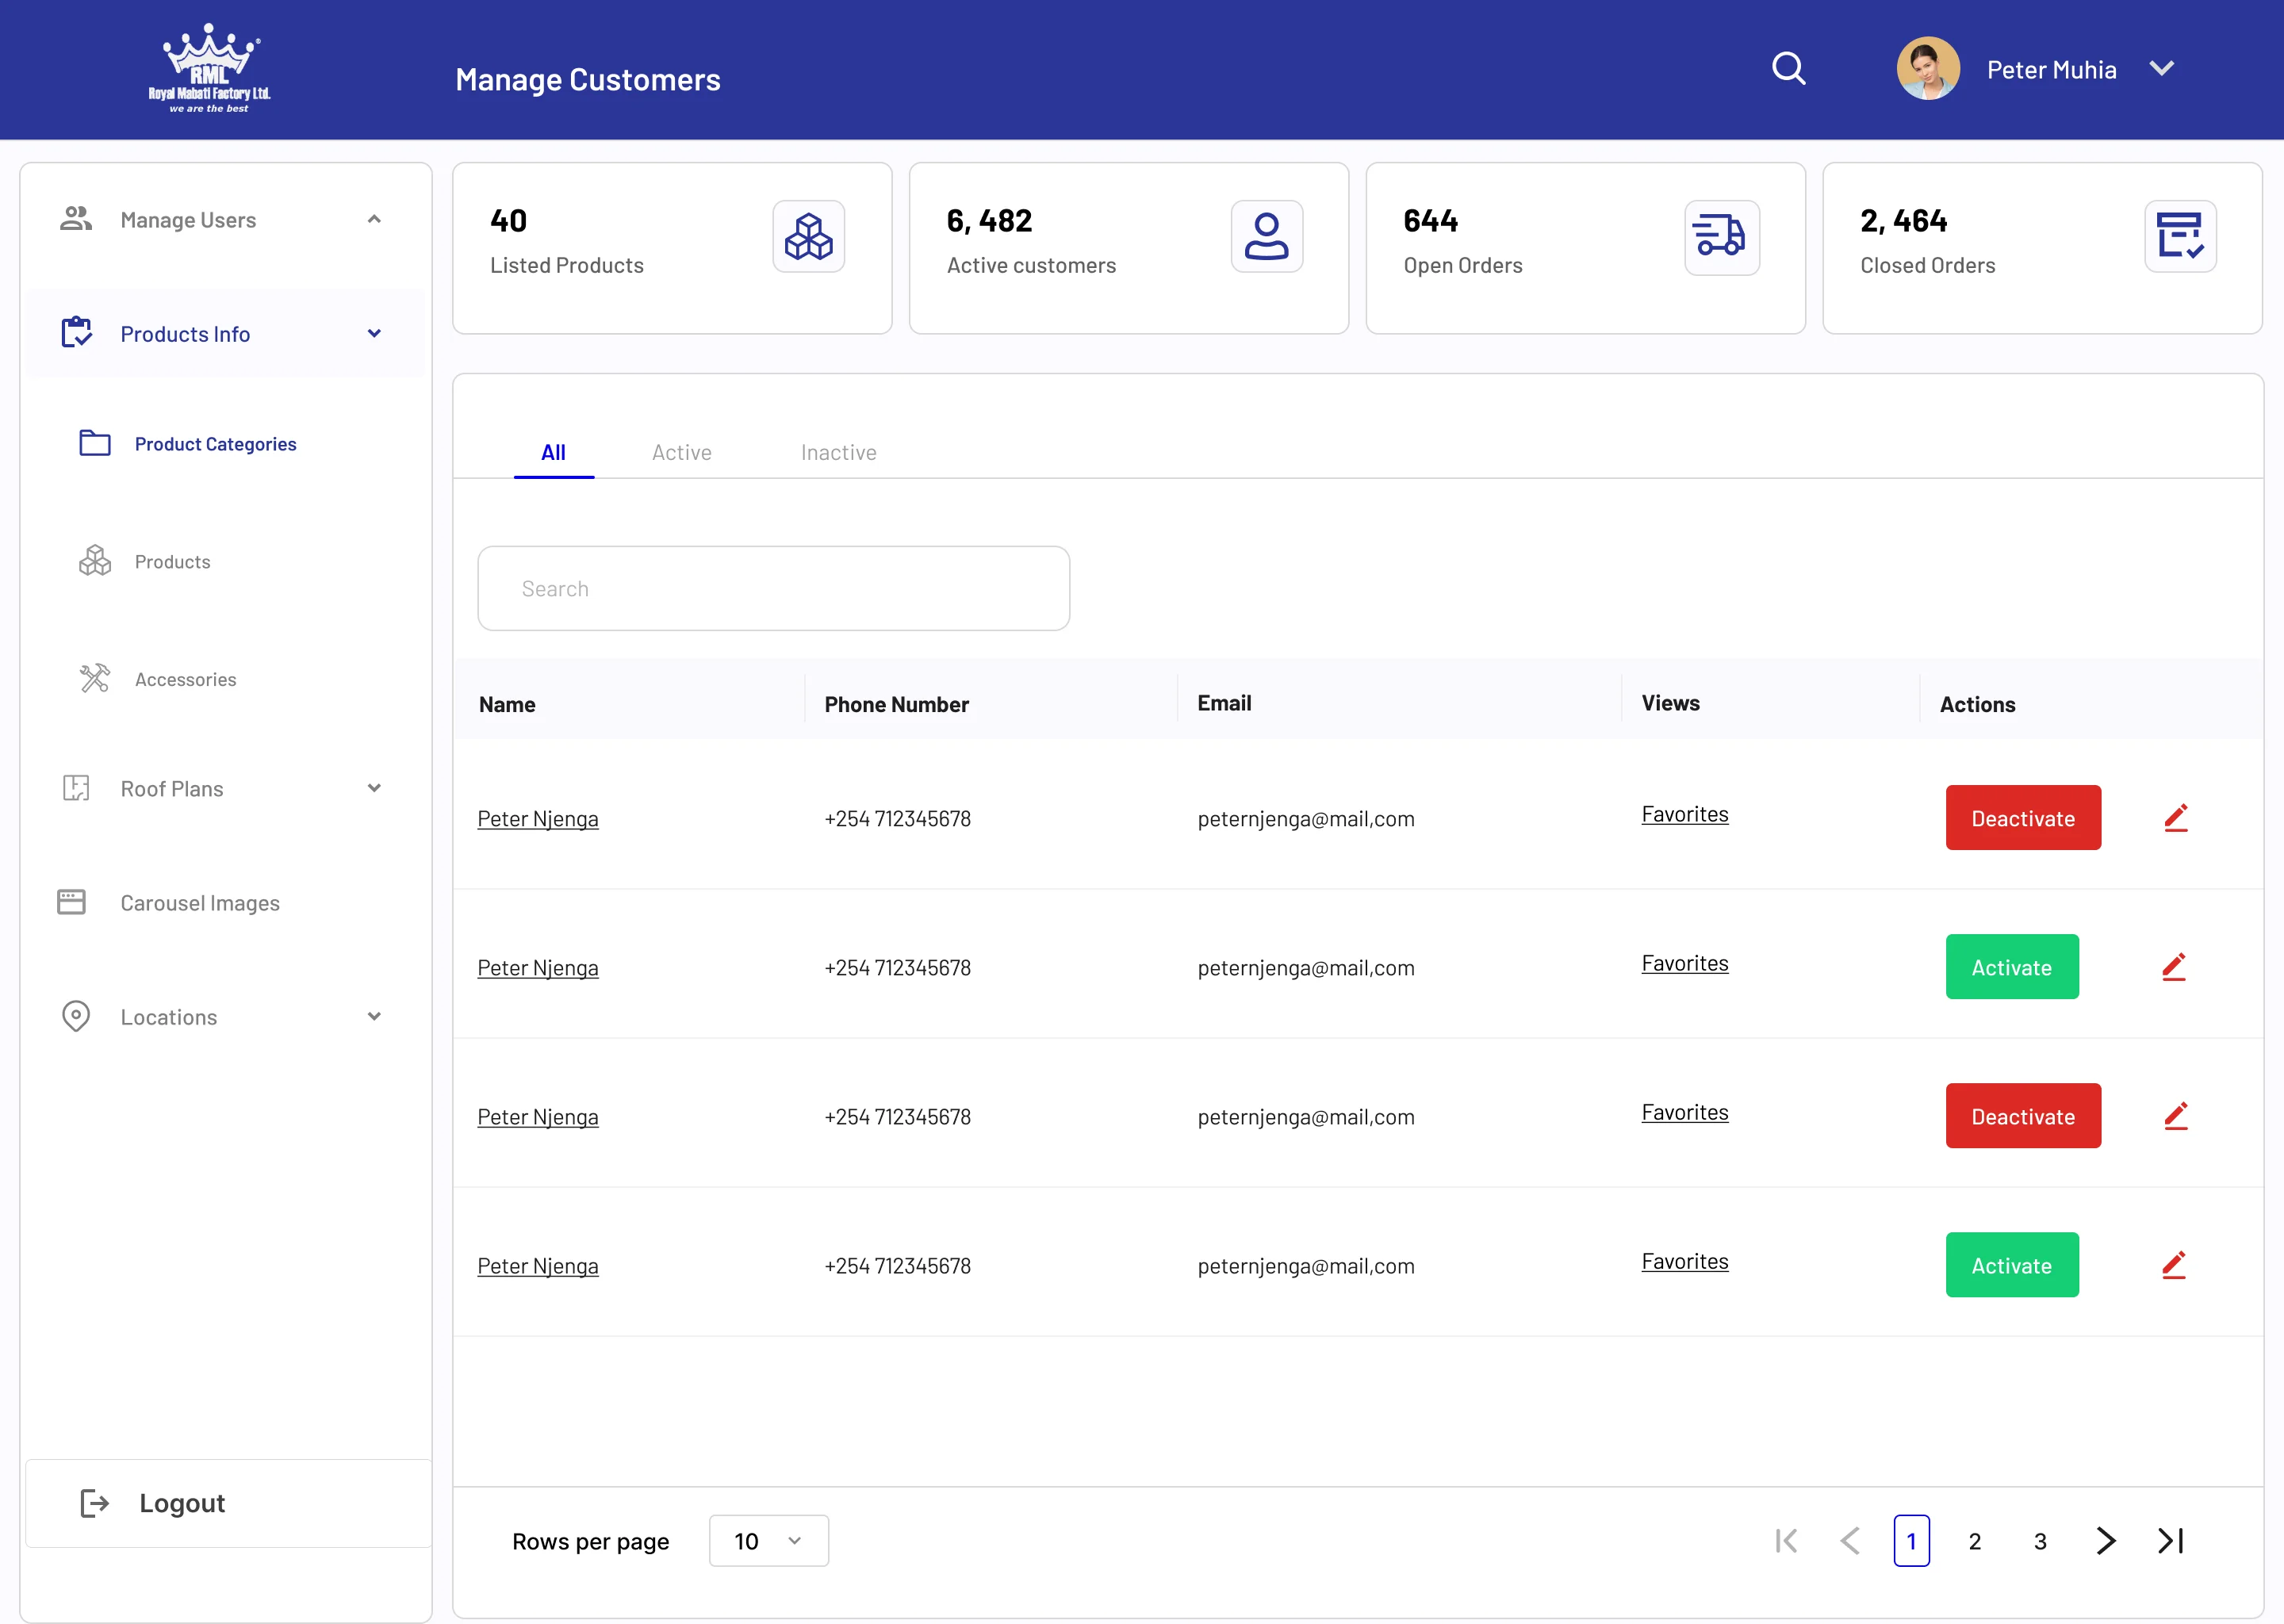 RML
Royal Mabati Factory Ltd.
we are the best
Manage Customers
Peter Muhia
Manage Users
Products Info
Product Categories
Products
Accessories
Roof Plans
Carousel Images
Locations
Logout
40
Listed Products
6, 482
Active customers
644
Open Orders
2, 464
Closed Orders
All Active Inactive
Search
Name Phone Number Email Views Actions
Peter Njenga +254 712345678 peternjenga@mail,com Favorites Deactivate
Peter Njenga +254 712345678 peternjenga@mail,com Favorites Activate
Peter Njenga +254 712345678 peternjenga@mail,com Favorites Deactivate
Peter Njenga +254 712345678 peternjenga@mail,com Favorites Activate
Rows per page 10 1 2 3